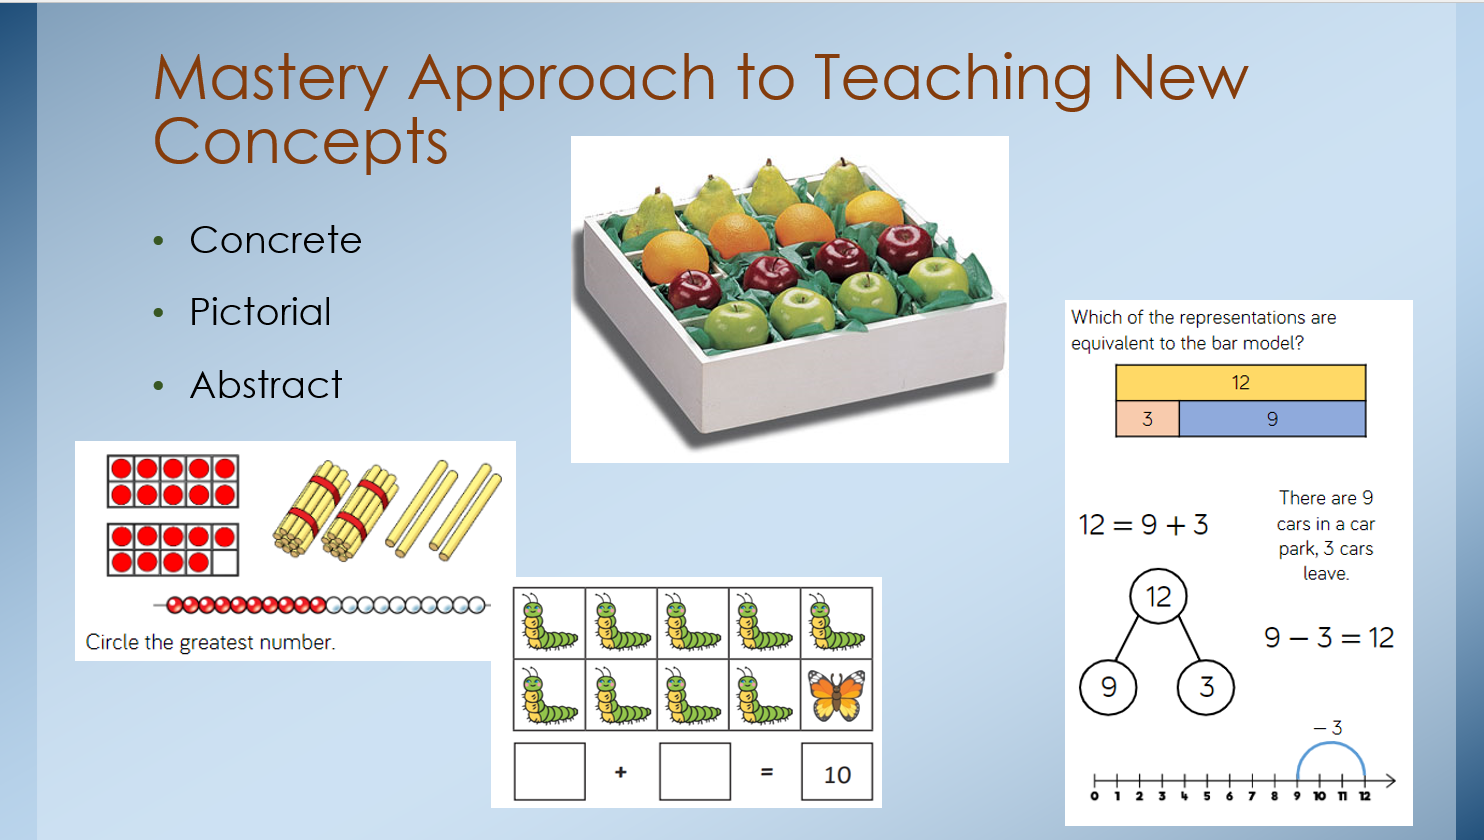 Mastery Approach to Teaching New
Concepts
• Concrete
• Pictorial
• Abstract
Circle the greatest number.
+ = 10
Which of the representations are
equivalent to the bar model?
12
3 9
12 = 9 + 3
There are 9
cars in a car
park, 3 cars
leave.
12
9 3
9 − 3 = 12
− 3
0 1 2 3 4 5 6 7 8 9 10 11 12